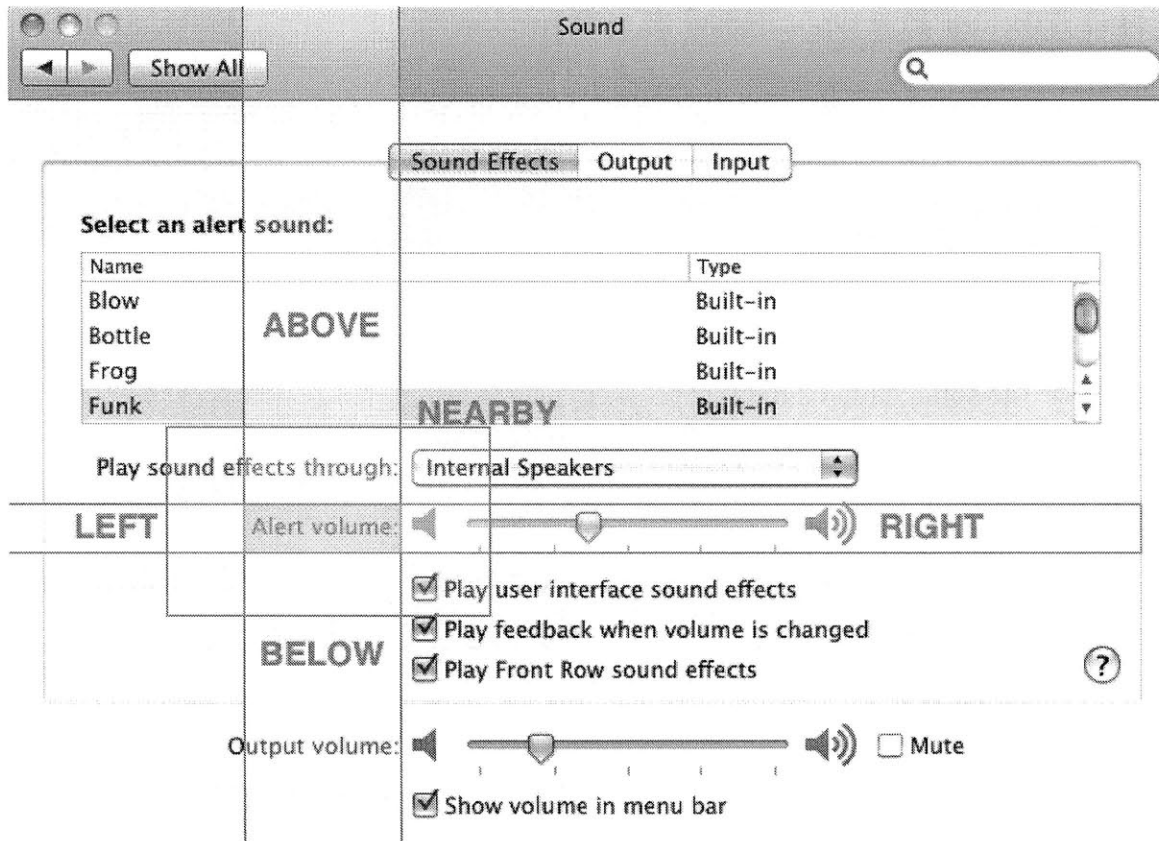 Sound
Show All
Sound Effects Output Input
Select an alert sound:
Name Type
Blow Built-in
Bottle Built-in
ABOVE
Frog Built-in
Funk Built-in
NEARBY
Play sound effects through: Internal Speakers
LEFT Alert volume: RIGHT
Play user interface sound effects
Play feedback when volume is changed
BELOW
Play Front Row sound effects
?
Output volume: Mute
Show volume in menu bar